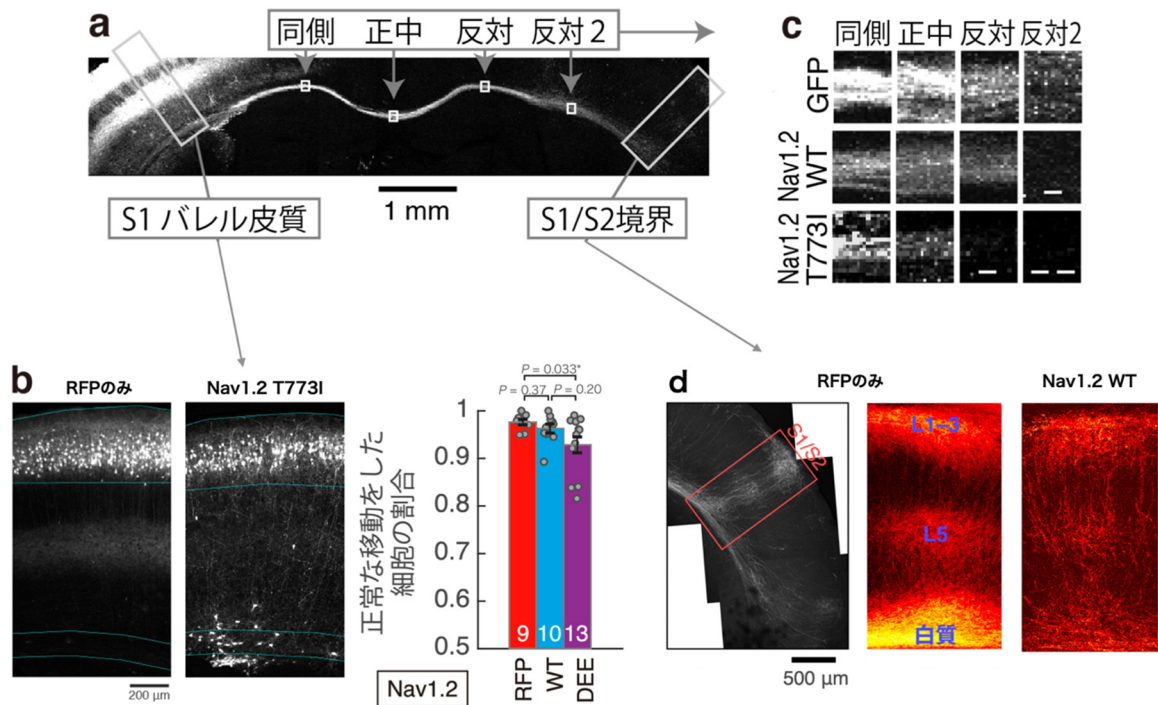 a
同側 正中 反対 反対2
1 mm
S1 バレル皮質
S1/S2境界
c
同側 正中 反対 反対2
GFP
Nav1.2
WT
Nav1.2
T773I
b
RFPのみ
Nav1.2 T773I
200 µm
P = 0.033*
P = 0.37
P = 0.20
正常な移動をした
細胞の割合
1
0.9
0.8
0.7
0.6
0.5
9 10 13
Nav1.2
RFP
WT
DEE
d
RFPのみ
Nav1.2 WT
S1/S2
500 µm
L1–3
L5
白質